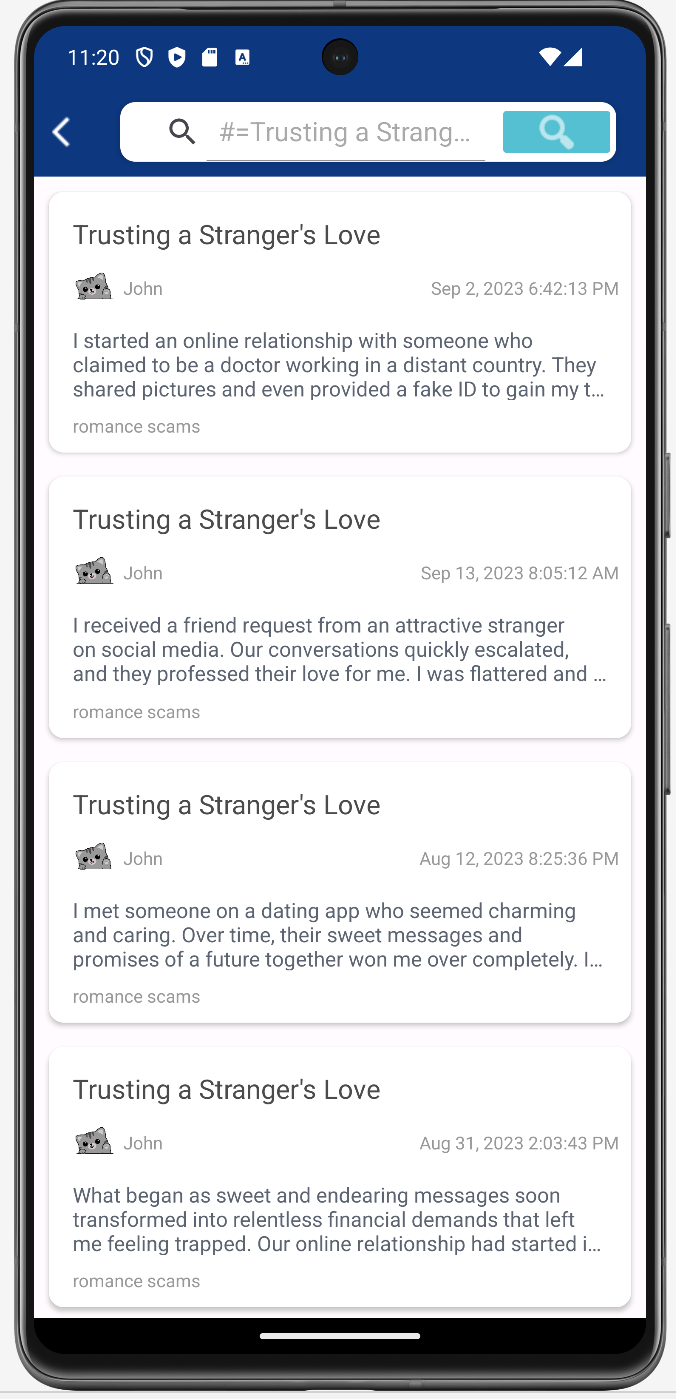 11:20
#=Trusting a Strang...
Trusting a Stranger's Love
John
Sep 2, 2023 6:42:13 PM
I started an online relationship with someone who
claimed to be a doctor working in a distant country. They
shared pictures and even provided a fake ID to gain my t...
romance scams
Trusting a Stranger's Love
John
Sep 13, 2023 8:05:12 AM
I received a friend request from an attractive stranger
on social media. Our conversations quickly escalated,
and they professed their love for me. I was flattered and ...
romance scams
Trusting a Stranger's Love
John
Aug 12, 2023 8:25:36 PM
I met someone on a dating app who seemed charming
and caring. Over time, their sweet messages and
promises of a future together won me over completely. I...
romance scams
Trusting a Stranger's Love
John
Aug 31, 2023 2:03:43 PM
What began as sweet and endearing messages soon
transformed into relentless financial demands that left
me feeling trapped. Our online relationship had started i...
romance scams